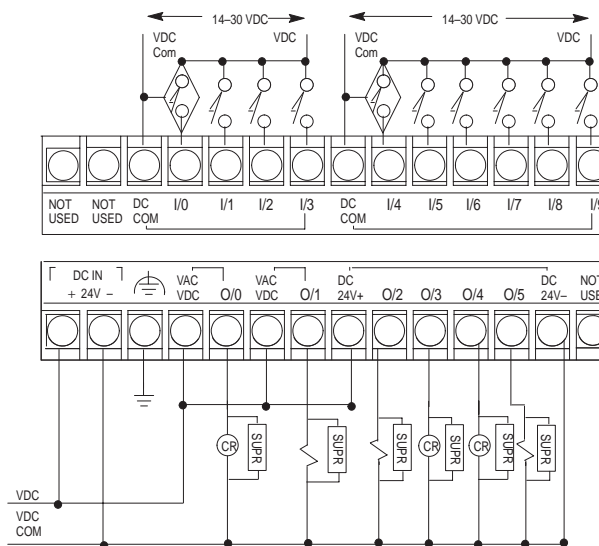 14–30 VDC 14–30 VDC
VDC Com VDC VDC Com VDC
NOT USED NOT USED DC COM I/0 I/1 I/2 I/3 DC COM I/4 I/5 I/6 I/7 I/8 I/9
DC IN + 24V – VAC VDC O/0 VAC VDC O/1 DC 24V+ O/2 O/3 O/4 O/5 DC 24V– NOT USE
CR SUPR SUPR SUPR CR SUPR CR SUPR SUPR
VDC
VDC
COM